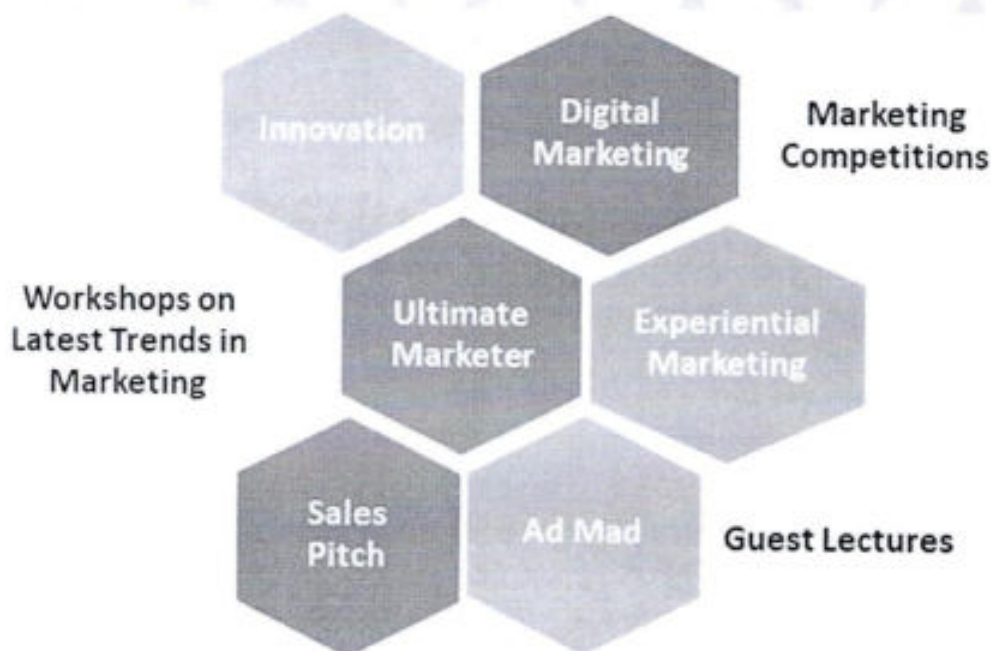 Innovation
Digital
Marketing
Marketing
Competitions
Workshops on
Latest Trends in
Marketing
Ultimate
Marketer
Experiential
Marketing
Sales
Pitch
Ad Mad
Guest Lectures